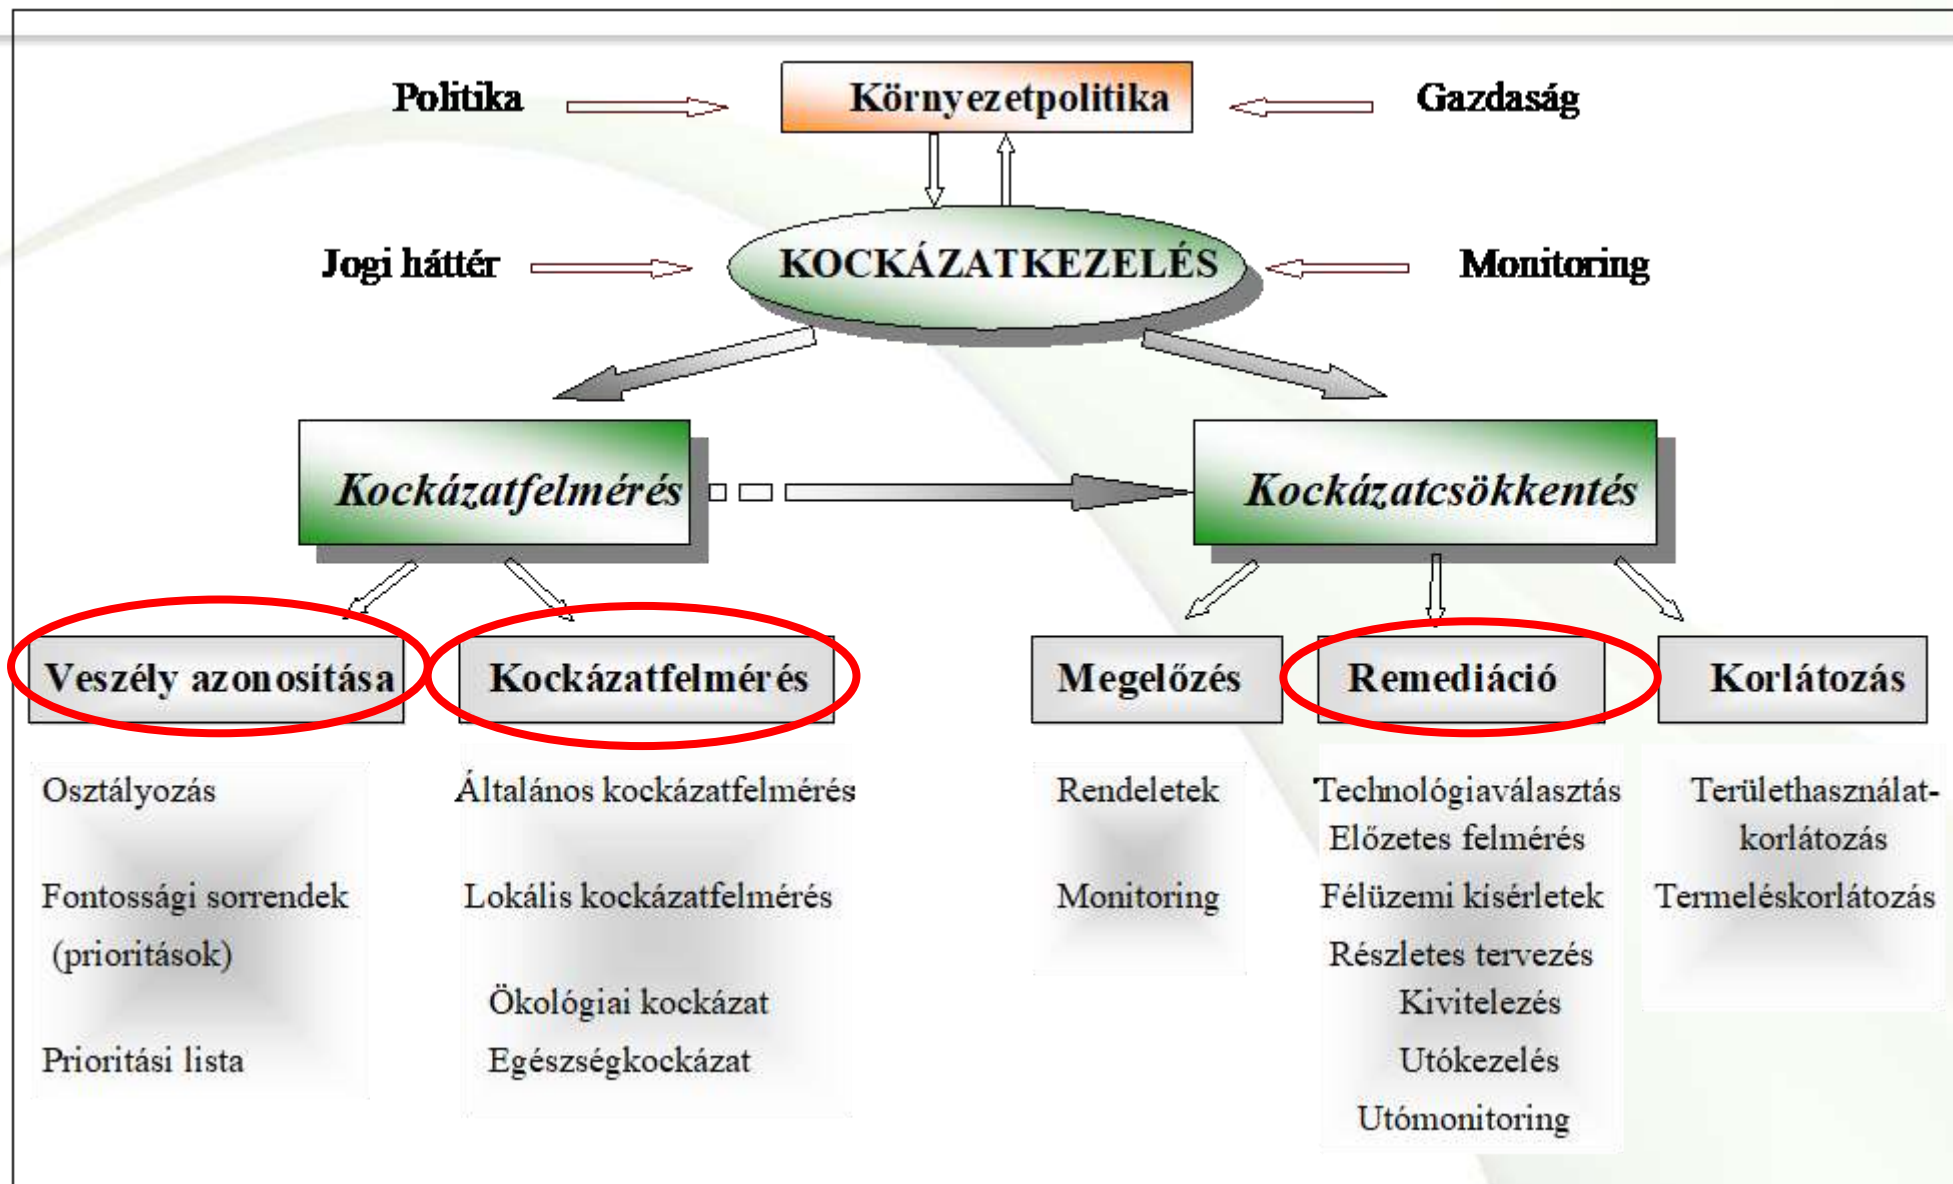 Politika
Környezetpolitika
Gazdaság
Jogi háttér
KOCKÁZATKEZELÉS
Monitoring
Kockázatfelmérés
Kockázatcsökkentés
Veszély azonosítása
Kockázatfelmérés
Megelőzés
Remediáció
Korlátozás
Osztályozás
Fontossági sorrendek
(prioritások)
Prioritási lista
Általános kockázatfelmérés
Lokális kockázatfelmérés
Ökológiai kockázat
Egészségkockázat
Rendeletek
Monitoring
Technológiaválasztás
Előzetes felmérés
Félüzemi kísérletek
Részletes tervezés
Kivitelezés
Utókezelés
Utómonitoring
Területhasználat-
korlátozás
Terméléskorlátozás